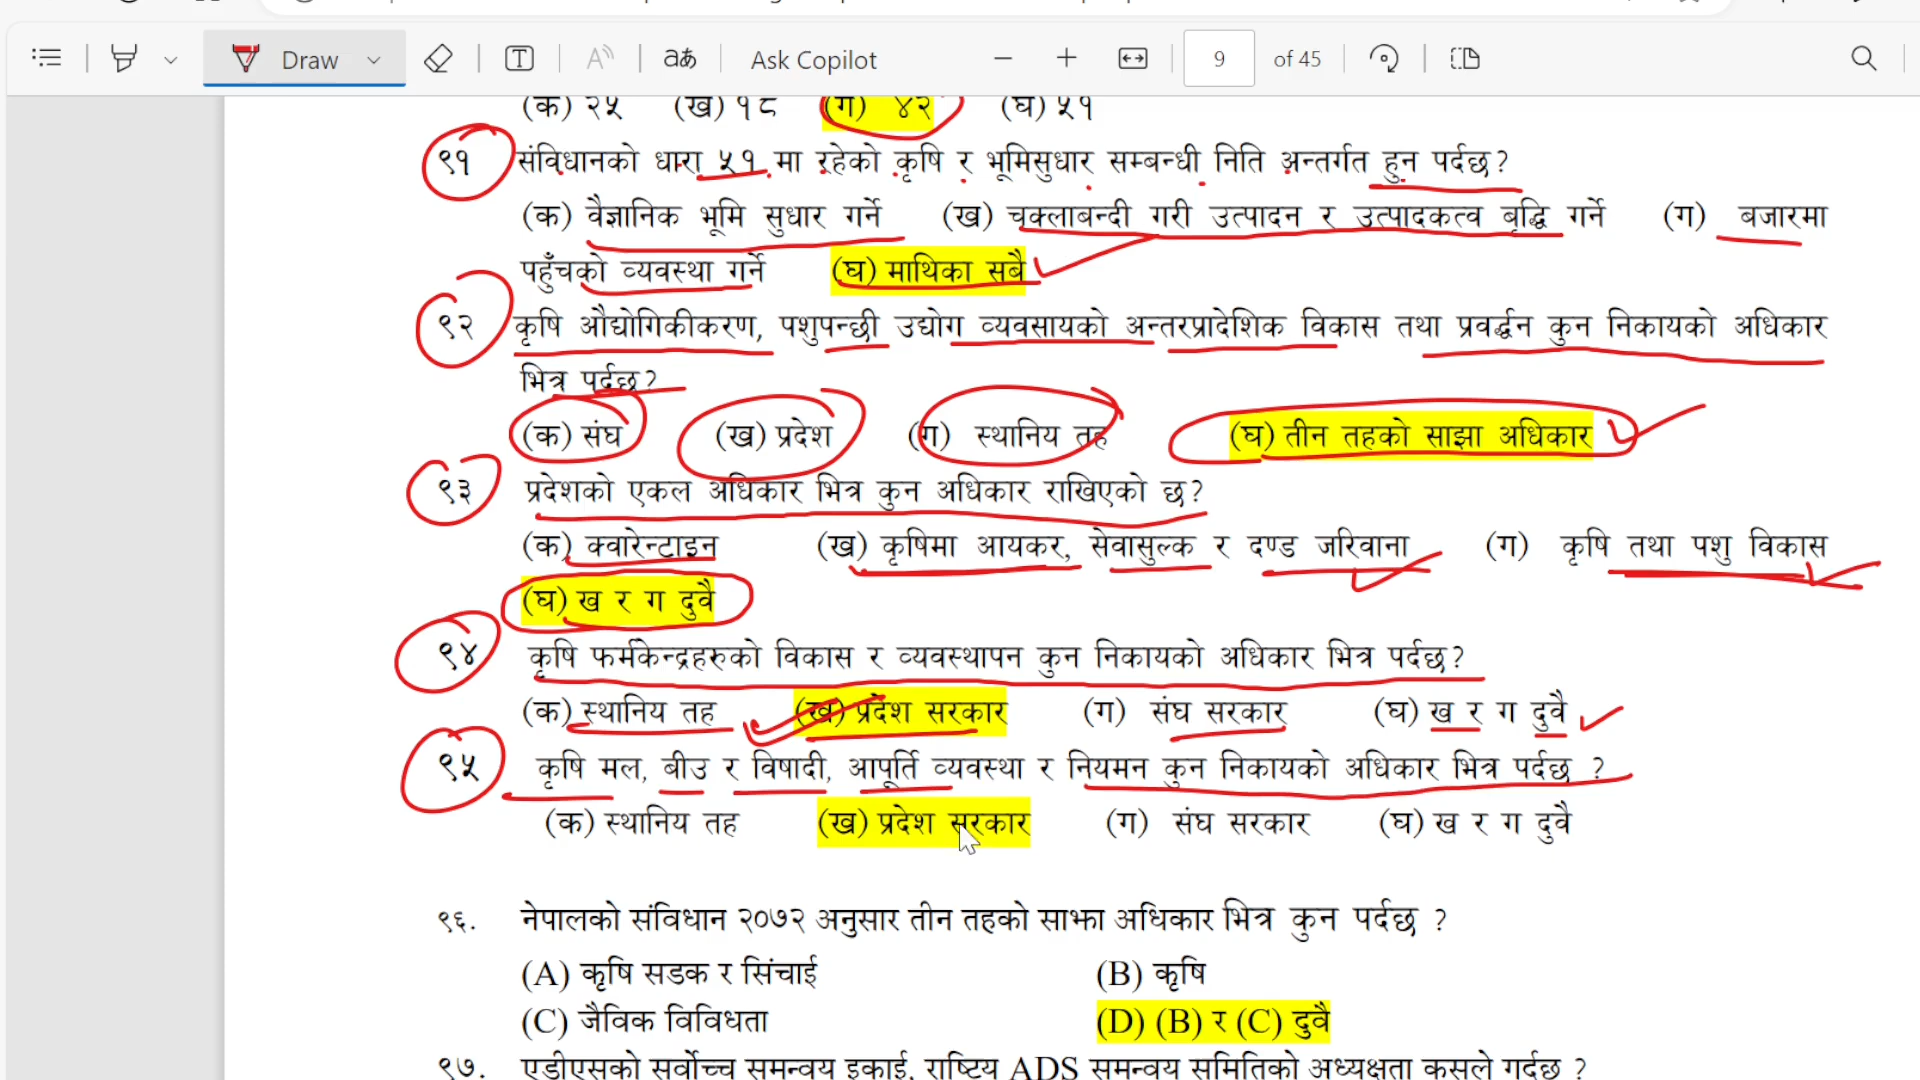 Draw
aあ
Ask Copilot
9 of 45
(क) २५ (ख) १८ (ग) ४२ (घ) ५१
९१ संविधानको धारा ५१ मा रहेको कृषि र भूमिसुधार सम्बन्धी निति अन्तर्गत हुन पर्दछ?
(क) वैज्ञानिक भूमि सुधार गर्ने (ख) चक्लाबन्दी गरी उत्पादन र उत्पादकत्व बृद्धि गर्ने (ग) बजारमा
पहुँचको व्यवस्था गर्ने (घ) माथिका सबै
९२ कृषि औद्योगिकीकरण, पशुपन्छी उद्योग व्यवसायको अन्तरप्रादेशिक विकास तथा प्रवर्द्धन कुन निकायको अधिकार
भित्र पर्दछ?
(क) संघ (ख) प्रदेश (ग) स्थानिय तह (घ) तीन तहको साझा अधिकार
९३ प्रदेशको एकल अधिकार भित्र कुन अधिकार राखिएको छ?
(क) क्वारेन्टाइन (ख) कृषिमा आयकर, सेवासुल्क र दण्ड जरिवाना (ग) कृषि तथा पशु विकास
(घ) ख र ग दुवै
९४ कृषि फर्मकेन्द्रहरुको विकास र व्यवस्थापन कुन निकायको अधिकार भित्र पर्दछ?
(क) स्थानिय तह (ख) प्रदेश सरकार (ग) संघ सरकार (घ) ख र ग दुवै
९५ कृषि मल, बीउ र विषादी, आपूर्ति व्यवस्था र नियमन कुन निकायको अधिकार भित्र पर्दछ ?
(क) स्थानिय तह (ख) प्रदेश सरकार (ग) संघ सरकार (घ) ख र ग दुवै
९६. नेपालको संविधान २०७२ अनुसार तीन तहको साझा अधिकार भित्र कुन पर्दछ ?
(A) कृषि सडक र सिंचाई (B) कृषि
(C) जैविक विविधता (D) (B) र (C) दुवै
९७. एडीएसको सर्वोच्च समन्वय इकाई, राष्टिय ADS समन्वय समितिको अध्यक्षता कसले गर्दछ ?